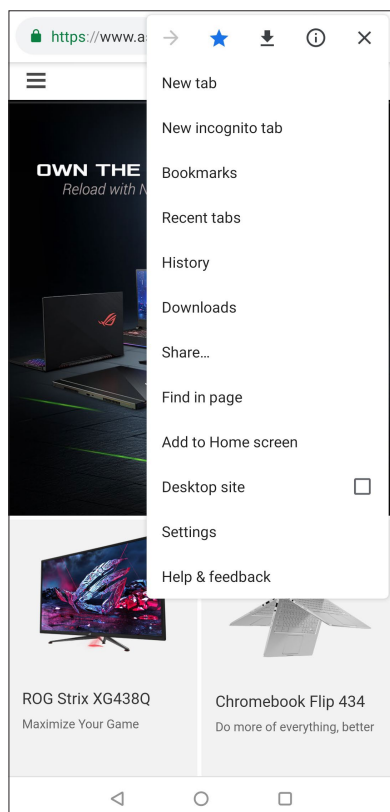 https://www.a
New tab
New incognito tab
OWN THE
Bookmarks
Reload with
Recent tabs
History
Downloads
Share...
Find in page
Add to Home screen
Desktop site
Settings
Help & feedback
ROG Strix XG438Q
Maximize Your Game
Chromebook Flip 434
Do more of everything, better